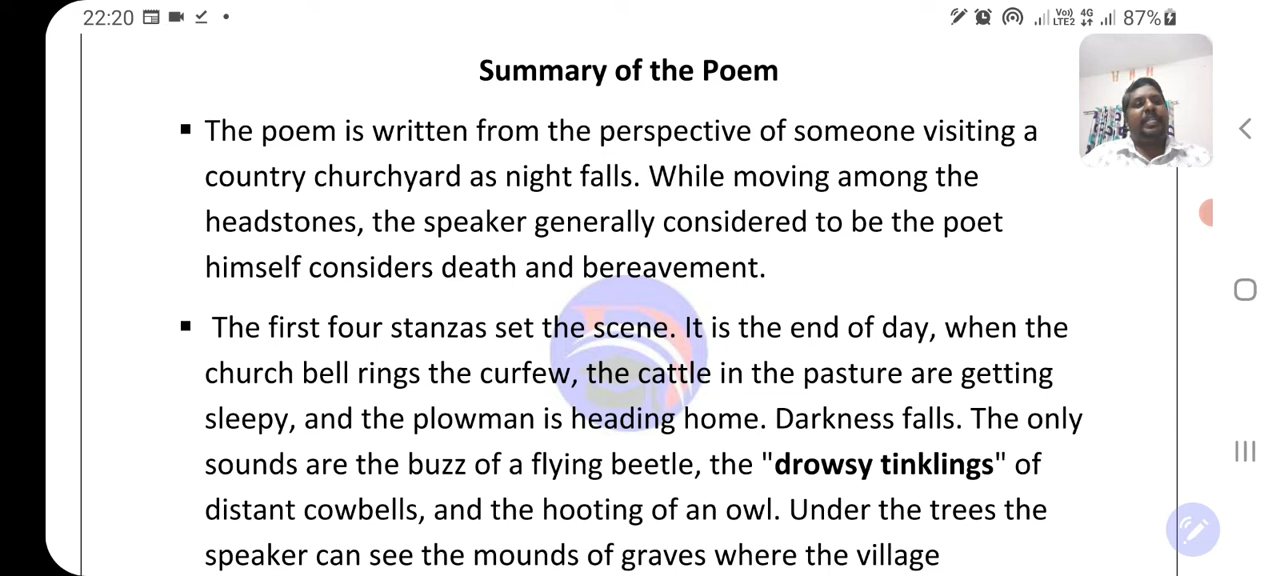 22:20 Vo) LTE2 4G 87%
Summary of the Poem
▪ The poem is written from the perspective of someone visiting a
country churchyard as night falls. While moving among the
headstones, the speaker generally considered to be the poet
himself considers death and bereavement.
▪ The first four stanzas set the scene. It is the end of day, when the
church bell rings the curfew, the cattle in the pasture are getting
sleepy, and the plowman is heading home. Darkness falls. The only
sounds are the buzz of a flying beetle, the "drowsy tinklings" of
distant cowbells, and the hooting of an owl. Under the trees the
speaker can see the mounds of graves where the village